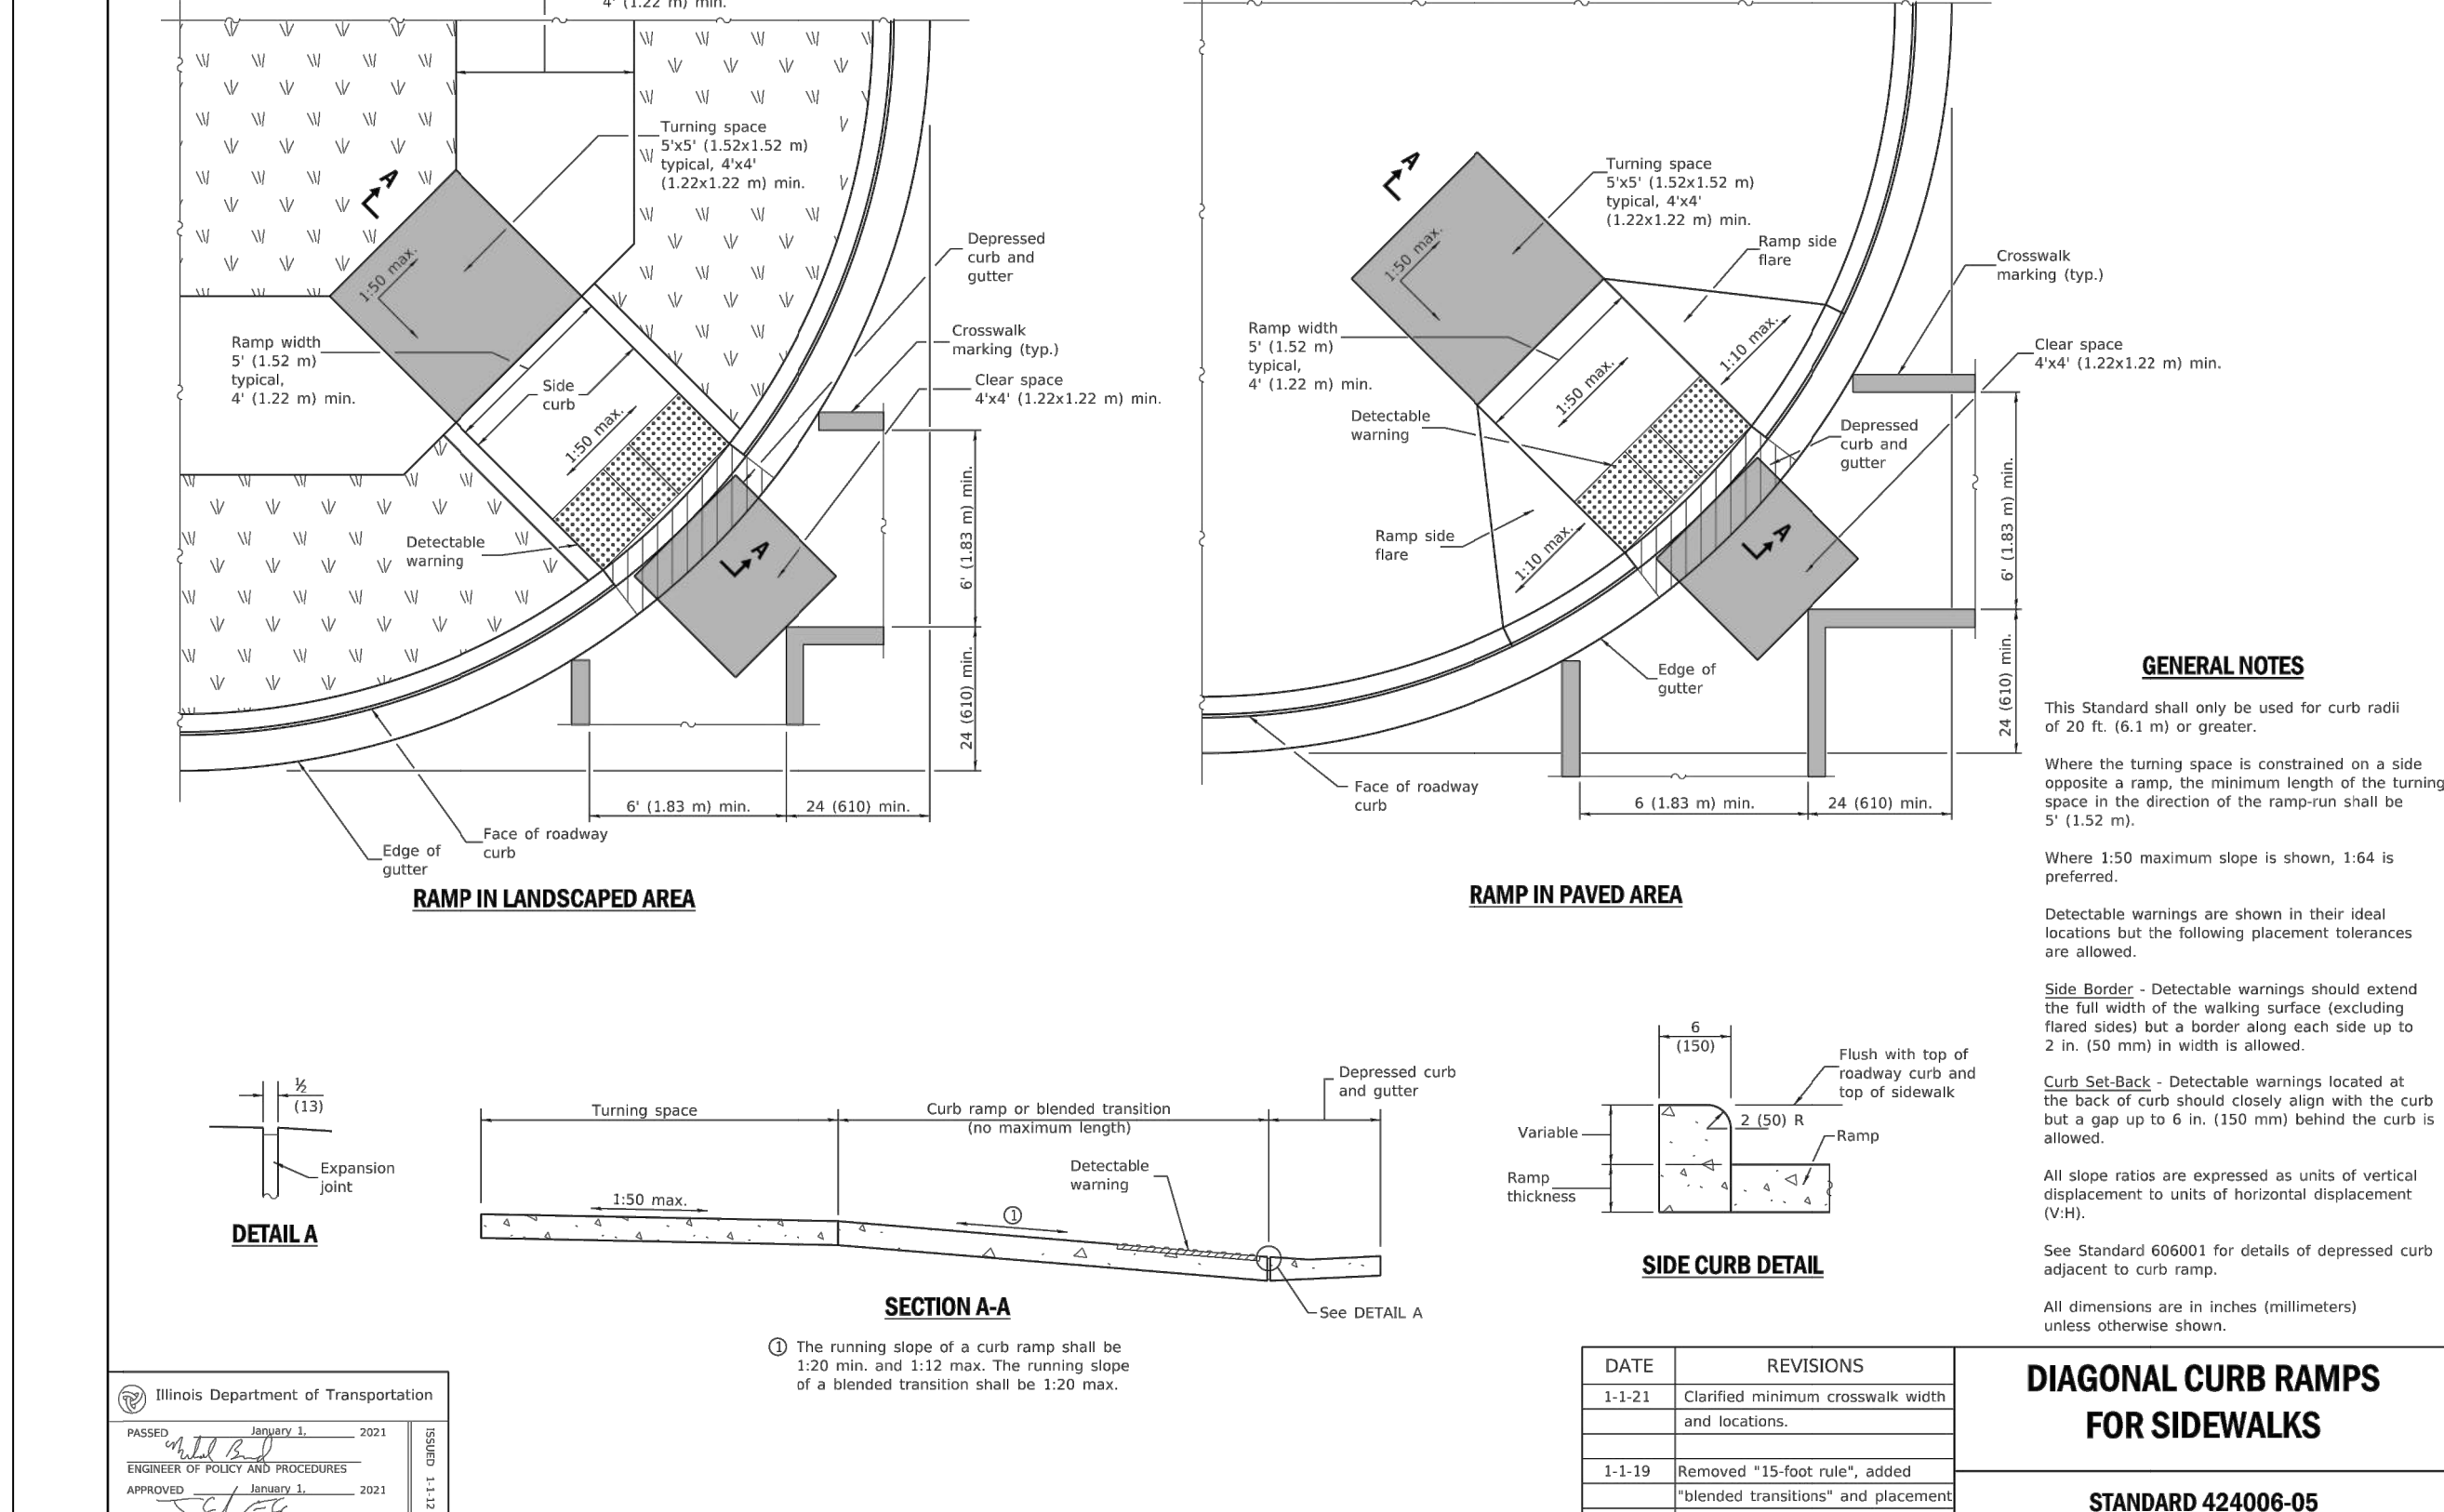 4' (1.22 m) min.
Turning space
5'x5' (1.52x1.52 m)
typical, 4'x4'
(1.22x1.22 m) min.
A
1:50 max.
Depressed
curb and
gutter
Crosswalk
marking (typ.)
Clear space
4'x4' (1.22x1.22 m) min.
Ramp width
5' (1.52 m)
typical,
4' (1.22 m) min.
Side
curb
1:50 max.
Detectable
warning
A
6' (1.83 m) min.
24 (610) min.
6' (1.83 m) min.
24 (610) min.
Face of roadway
curb
Edge of
gutter
RAMP IN LANDSCAPED AREA
A
Turning space
5'x5' (1.52x1.52 m)
typical, 4'x4'
(1.22x1.22 m) min.
1:50 max.
Ramp side
flare
Crosswalk
marking (typ.)
Ramp width
5' (1.52 m)
typical,
4' (1.22 m) min.
1:10 max.
Clear space
4'x4' (1.22x1.22 m) min.
1:50 max.
Detectable
warning
Depressed
curb and
gutter
Ramp side
flare
1:10 max.
A
6' (1.83 m) min.
24 (610) min.
Edge of
gutter
Face of roadway
curb
6 (1.83 m) min.
24 (610) min.
RAMP IN PAVED AREA
GENERAL NOTES
This Standard shall only be used for curb radii
of 20 ft. (6.1 m) or greater.
Where the turning space is constrained on a side
opposite a ramp, the minimum length of the turning
space in the direction of the ramp-run shall be
5' (1.52 m).
Where 1:50 maximum slope is shown, 1:64 is
preferred.
Detectable warnings are shown in their ideal
locations but the following placement tolerances
are allowed.
Side Border - Detectable warnings should extend
the full width of the walking surface (excluding
flared sides) but a border along each side up to
2 in. (50 mm) in width is allowed.
Curb Set-Back - Detectable warnings located at
the back of curb should closely align with the curb
but a gap up to 6 in. (150 mm) behind the curb is
allowed.
All slope ratios are expressed as units of vertical
displacement to units of horizontal displacement
(V:H).
See Standard 606001 for details of depressed curb
adjacent to curb ramp.
All dimensions are in inches (millimeters)
unless otherwise shown.
½
(13)
Expansion
joint
DETAIL A
Turning space
Curb ramp or blended transition
(no maximum length)
Depressed curb
and gutter
1:50 max.
①
Detectable
warning
See DETAIL A
SECTION A-A
① The running slope of a curb ramp shall be
1:20 min. and 1:12 max. The running slope
of a blended transition shall be 1:20 max.
6
(150)
Flush with top of
roadway curb and
top of sidewalk
2 (50) R
Variable
Ramp
Ramp
thickness
SIDE CURB DETAIL
Illinois Department of Transportation
PASSED January 1, 2021
ENGINEER OF POLICY AND PROCEDURES
APPROVED January 1, 2021
ISSUED 1-1-12
DATE REVISIONS
1-1-21 Clarified minimum crosswalk width
and locations.
1-1-19 Removed "15-foot rule", added
"blended transitions" and placement
DIAGONAL CURB RAMPS
FOR SIDEWALKS
STANDARD 424006-05